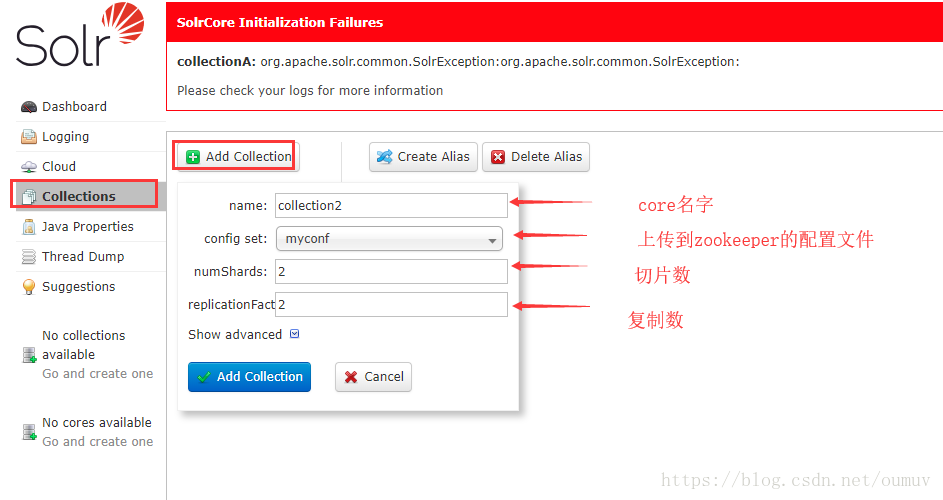 Solr
SolrCore Initialization Failures
collectionA: org.apache.solr.common.SolrException:org.apache.solr.common.SolrException:
Please check your logs for more information
Dashboard
Logging
Cloud
Collections
Java Properties
Thread Dump
Suggestions
No collections
available
Go and create one
No cores available
Go and create one
Add Collection
Create Alias
Delete Alias
name: collection2
core名字
config set: myconf
上传到zookeeper的配置文件
numShards: 2
切片数
replicationFact 2
复制数
Show advanced
Add Collection
Cancel
https://blog.csdn.net/oumuv